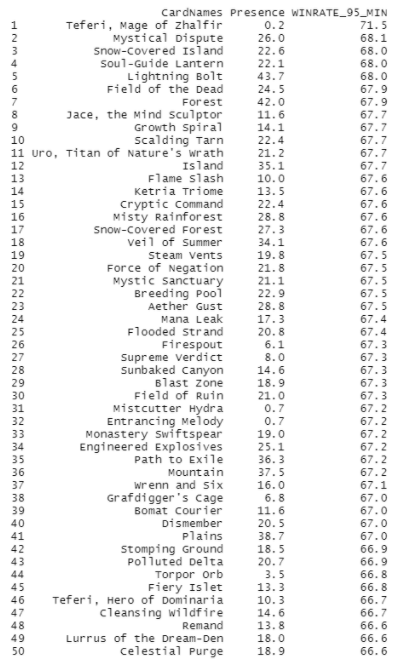 CardNames Presence WINRATE_95_MIN
1 Teferi, Mage of Zhalfir 0.2 71.5
2 Mystical Dispute 26.0 68.1
3 Snow-Covered Island 22.6 68.0
4 Soul-Guide Lantern 22.1 68.0
5 Lightning Bolt 43.7 68.0
6 Field of the Dead 24.5 67.9
7 Forest 42.0 67.9
8 Jace, the Mind Sculptor 11.6 67.7
9 Growth Spiral 14.1 67.7
10 Scalding Tarn 22.4 67.7
11 Uro, Titan of Nature's Wrath 21.2 67.7
12 Island 35.1 67.7
13 Flame Slash 10.0 67.6
14 Ketria Triome 13.5 67.6
15 Cryptic Command 22.4 67.6
16 Misty Rainforest 28.8 67.6
17 Snow-Covered Forest 27.3 67.6
18 Veil of Summer 34.1 67.6
19 Steam Vents 19.8 67.5
20 Force of Negation 21.8 67.5
21 Mystic Sanctuary 21.1 67.5
22 Breeding Pool 22.9 67.5
23 Aether Gust 28.8 67.5
24 Mana Leak 17.3 67.4
25 Flooded Strand 20.8 67.4
26 Firespout 6.1 67.3
27 Supreme Verdict 8.0 67.3
28 Sunbaked Canyon 14.6 67.3
29 Blast Zone 18.9 67.3
30 Field of Ruin 21.0 67.3
31 Mistcutter Hydra 0.7 67.2
32 Entrancing Melody 0.7 67.2
33 Monastery Swiftspear 19.0 67.2
34 Engineered Explosives 25.1 67.2
35 Path to Exile 36.3 67.2
36 Mountain 37.5 67.2
37 Wrenn and Six 16.0 67.1
38 Grafdigger's Cage 6.8 67.0
39 Bomat Courier 11.6 67.0
40 Dismember 20.5 67.0
41 Plains 38.7 67.0
42 Stomping Ground 18.5 66.9
43 Polluted Delta 20.7 66.9
44 Torpor Orb 3.5 66.8
45 Fiery Islet 13.3 66.8
46 Teferi, Hero of Dominaria 10.3 66.7
47 Cleansing Wildfire 14.6 66.7
48 Remand 13.8 66.6
49 Lurrus of the Dream-Den 18.0 66.6
50 Celestial Purge 18.9 66.6